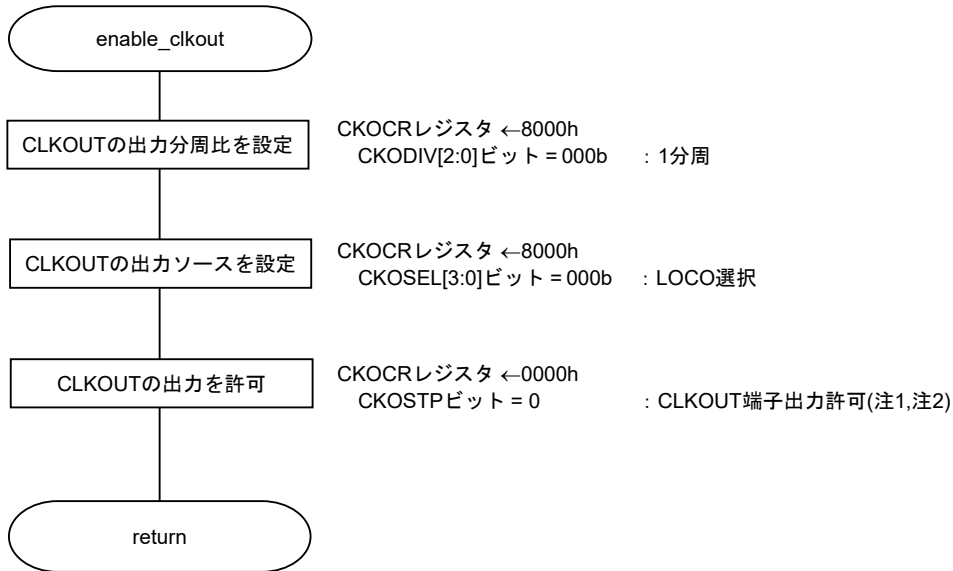 enable_clkout
CLKOUTの出力分周比を設定
CKOCRレジスタ ←8000h
CKODIV[2:0]ビット = 000b : 1分周
CLKOUTの出力ソースを設定
CKOCRレジスタ ←8000h
CKOSEL[3:0]ビット = 000b : LOCO選択
CLKOUTの出力を許可
CKOCRレジスタ ←0000h
CKOSTPビット = 0 : CLKOUT端子出力許可(注1,注2)
return